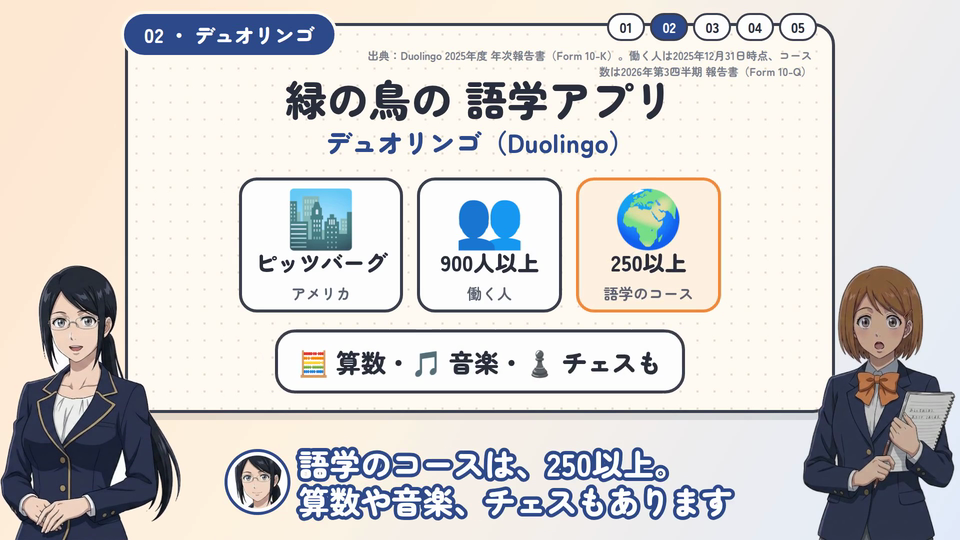 02 ・ デュオリンゴ
01 02 03 04 05
出典：Duolingo 2025年度 年次報告書（Form 10-K）。働く人は2025年12月31日時点、コース
数は2026年第3四半期 報告書（Form 10-Q）
緑の鳥の 語学アプリ
デュオリンゴ（Duolingo）
ピッツバーグ
アメリカ
900人以上
働く人
250以上
語学のコース
算数・ 音楽・ チェスも
語学のコースは、250以上。
算数や音楽、チェスもあります